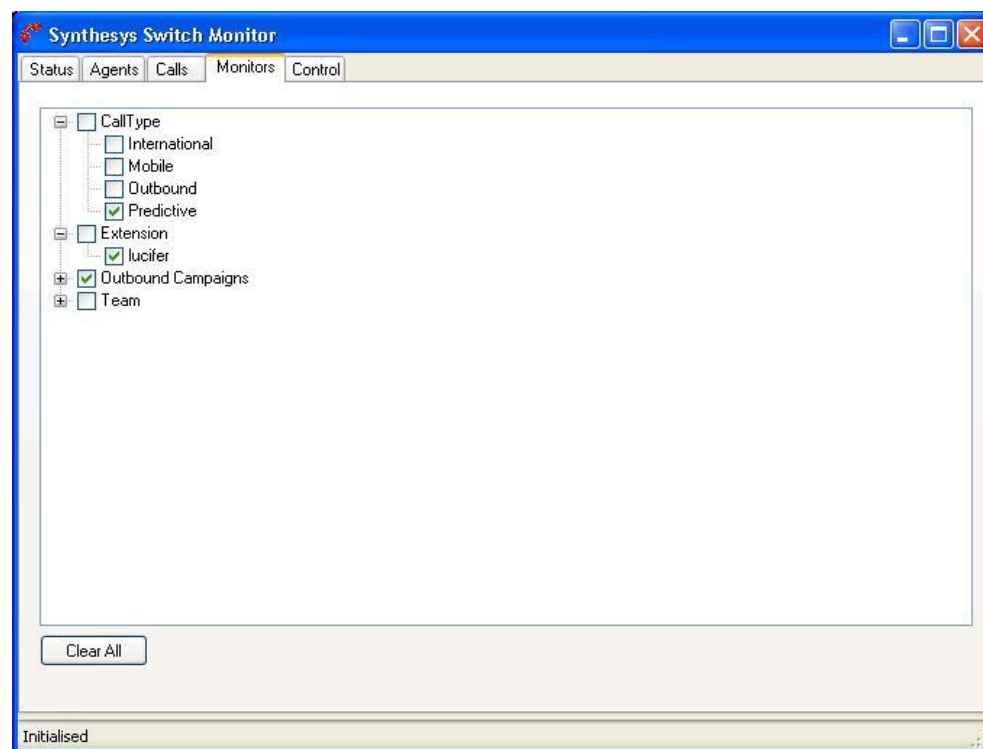 Synthesys Switch Monitor
Status Agents Calls Monitors Control
CallType
International
Mobile
Outbound
Predictive
Extension
lucifer
Outbound Campaigns
Team
Clear All
Initialised